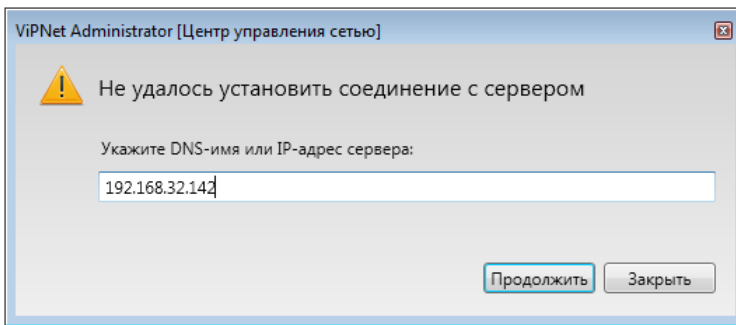 ViPNet Administrator [Центр управления сетью]
Не удалось установить соединение с сервером
Укажите DNS-имя или IP-адрес сервера:
192.168.32.142
Продолжить Закрыть